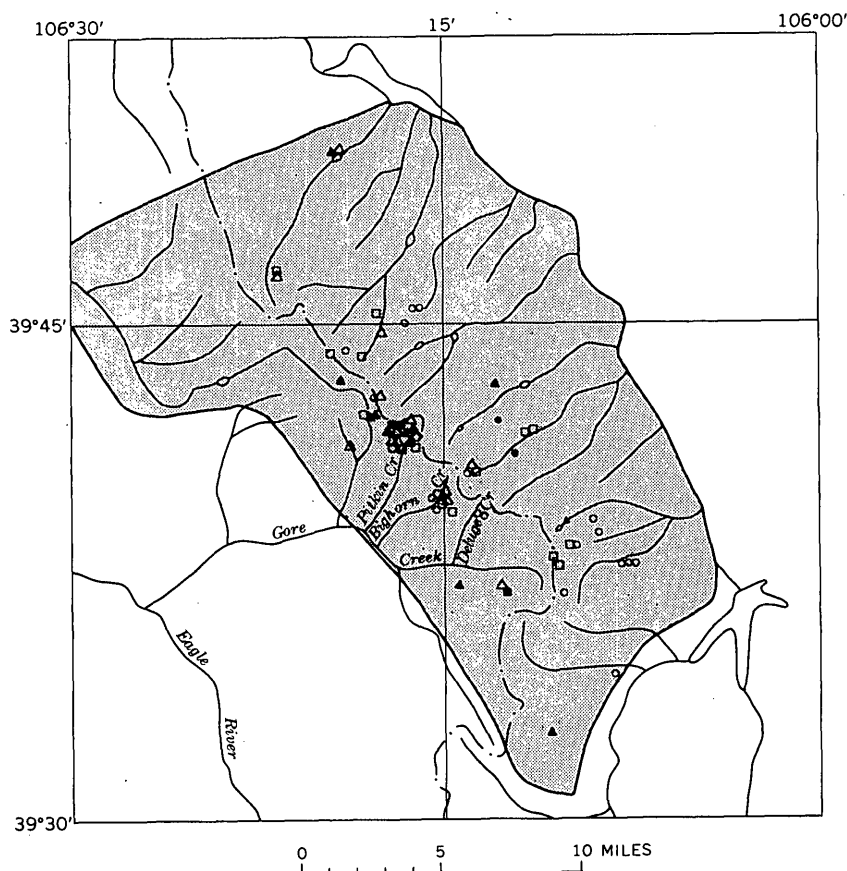 106°30′
15′
106°00′
39°45′
Pitkin Cr
Bighorn
Cr
Deluge Cr
Gore
Creek
Eagle
River
39°30′
0 5 10 MILES